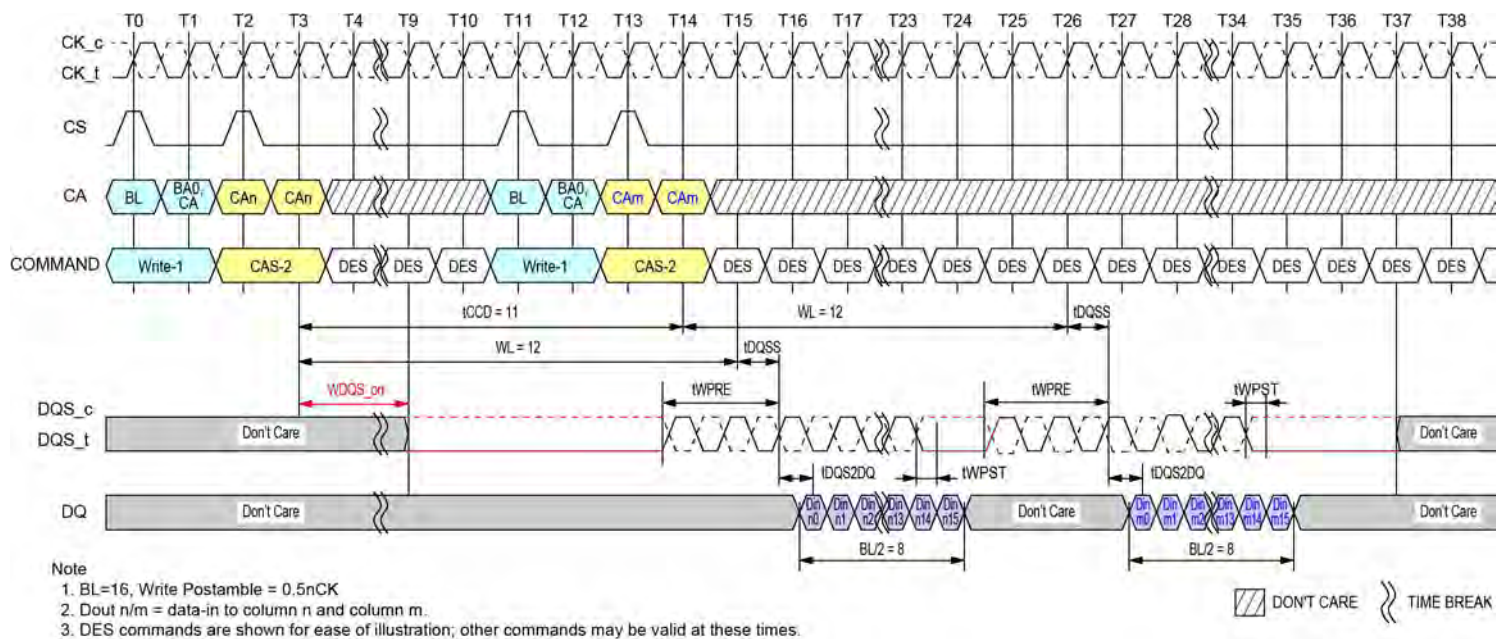 T0 T1 T2 T3 T4 T9 T10 T11 T12 T13 T14 T15 T16 T17 T23 T24 T25 T26 T27 T28 T34 T35 T36 T37 T38
CK_c
CK_t
CS
CA BL BA0, CA CAn CAn BL BA0, CA CAm CAm
COMMAND Write-1 CAS-2 DES DES DES Write-1 CAS-2 DES DES DES DES DES DES DES DES DES DES DES DES DES DES
tCCD = 11 WL = 12 tDQSS
WL = 12 tDQSS
WDQS_on tWPRE tWPRE tWPST
DQS_c
DQS_t Don't Care Don't Care
tDQS2DQ tWPST tDQS2DQ
DQ Don't Care Din n0 Din n1 Din n2 Din n13 Din n14 Din n15 Don't Care Din m0 Din m1 Din m2 Din m13 Din m14 Din m15 Don't Care
BL/2 = 8 BL/2 = 8
Note
1. BL=16, Write Postamble = 0.5nCK
2. Dout n/m = data-in to column n and column m.
3. DES commands are shown for ease of illustration; other commands may be valid at these times.
DON'T CARE TIME BREAK